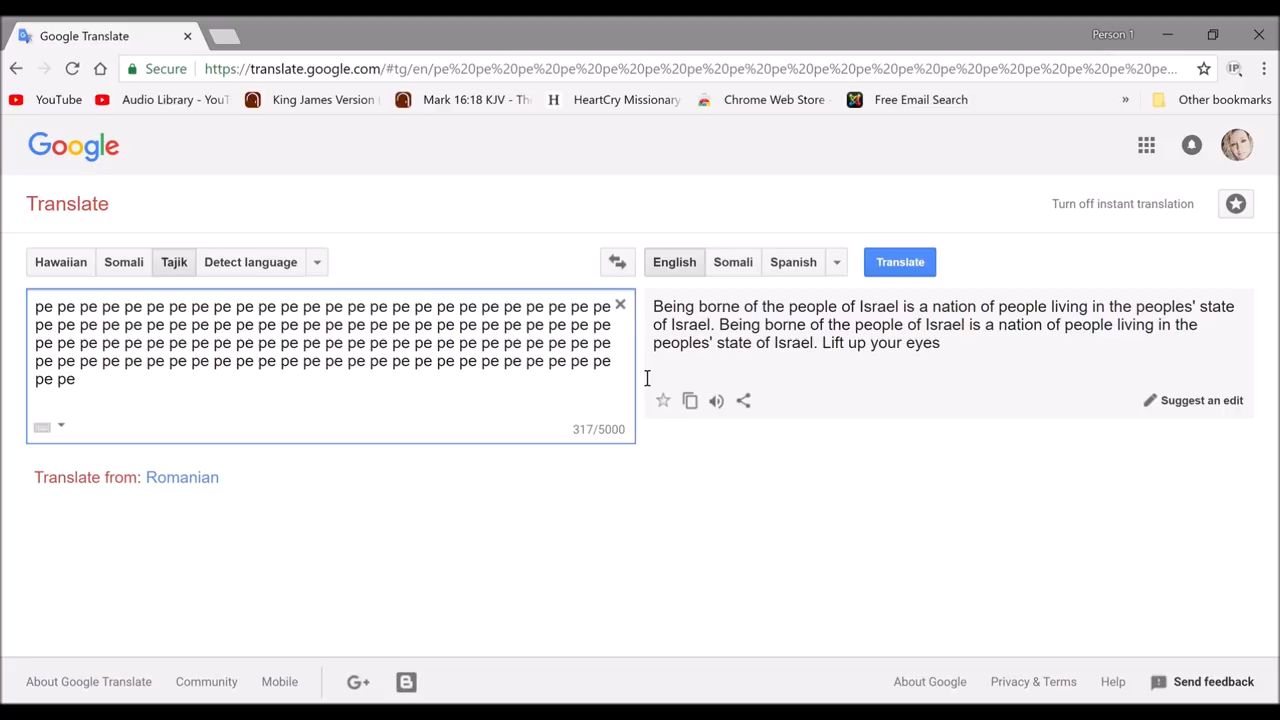 Google Translate
Person 1
Secure https://translate.google.com/#tg/en/pe%20pe%20pe%20pe%20pe%20pe%20pe%20pe%20pe%20pe%20pe%20pe%20pe%20pe%20pe%20pe%20pe...
YouTube Audio Library - YouT King James Version Mark 16:18 KJV - Th H HeartCry Missionary Chrome Web Store Free Email Search » Other bookmarks
Google
Translate Turn off instant translation
Hawaiian Somali Tajik Detect language English Somali Spanish Translate
pe pe pe pe pe pe pe pe pe pe pe pe pe pe pe pe pe pe pe pe pe pe pe pe pe pe
pe pe pe pe pe pe pe pe pe pe pe pe pe pe pe pe pe pe pe pe pe pe pe pe pe pe
pe pe pe pe pe pe pe pe pe pe pe pe pe pe pe pe pe pe pe pe pe pe pe pe pe pe
pe pe pe pe pe pe pe pe pe pe pe pe pe pe pe pe pe pe pe pe pe pe pe pe pe pe
pe pe
317/5000
Being borne of the people of Israel is a nation of people living in the peoples' state
of Israel. Being borne of the people of Israel is a nation of people living in the
peoples' state of Israel. Lift up your eyes
Suggest an edit
Translate from: Romanian
About Google Translate Community Mobile G+ B About Google Privacy & Terms Help Send feedback